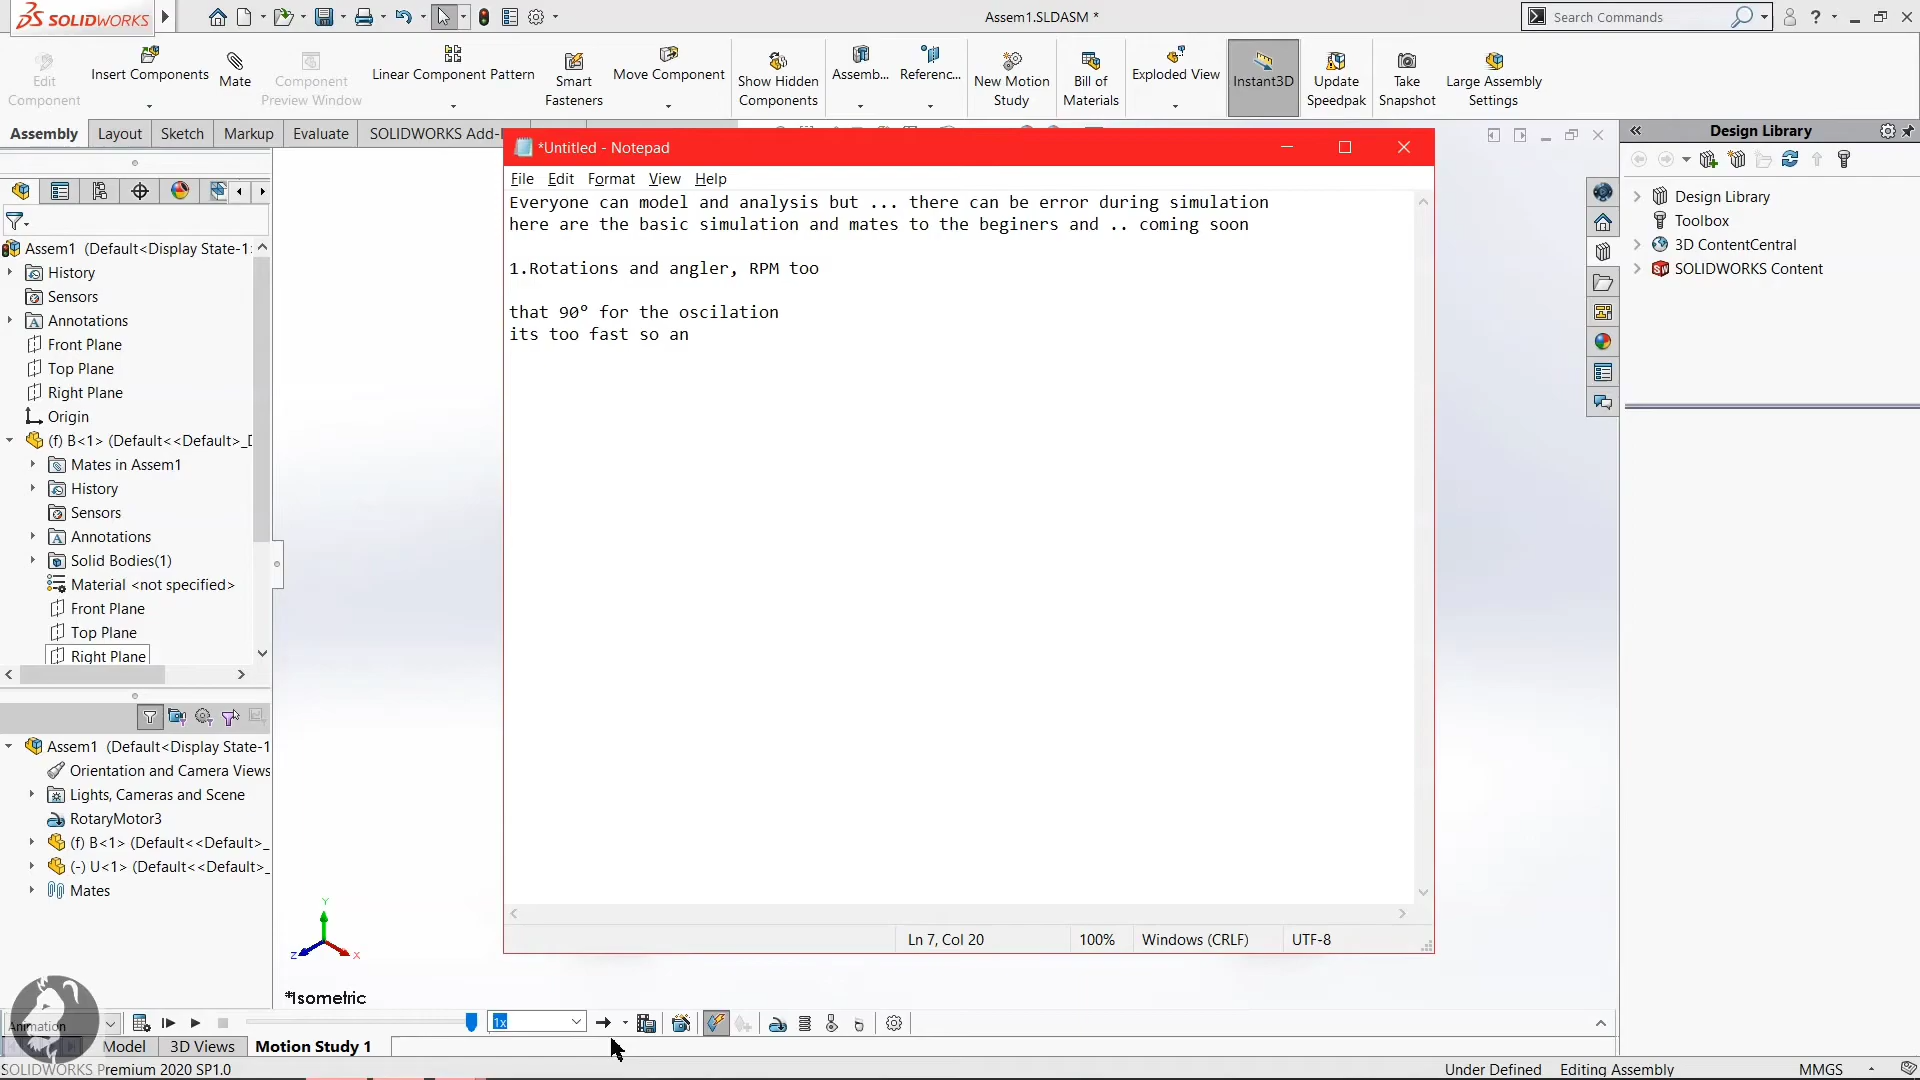 SOLIDWORKS
Assem1.SLDASM *
Search Commands
Edit Component
Insert Components
Mate
Component Preview Window
Linear Component Pattern
Smart Fasteners
Move Component
Show Hidden Components
Assemb...
Referenc...
New Motion Study
Bill of Materials
Exploded View
Instant3D
Update Speedpak
Take Snapshot
Large Assembly Settings
Assembly
Layout
Sketch
Markup
Evaluate
SOLIDWORKS Add-I
*Untitled - Notepad
File Edit Format View Help
Everyone can model and analysis but ... there can be error during simulation
here are the basic simulation and mates to the beginers and .. coming soon
1.Rotations and angler, RPM too
that 90° for the oscilation
its too fast so an
Ln 7, Col 20
100%
Windows (CRLF)
UTF-8
Design Library
Design Library
Toolbox
3D ContentCentral
SOLIDWORKS Content
Assem1 (Default<Display State-1
History
Sensors
Annotations
Front Plane
Top Plane
Right Plane
Origin
(f) B<1> (Default<<Default>_D
Mates in Assem1
History
Sensors
Annotations
Solid Bodies(1)
Material <not specified>
Front Plane
Top Plane
Right Plane
Assem1 (Default<Display State-1
Orientation and Camera Views
Lights, Cameras and Scene
RotaryMotor3
(f) B<1> (Default<<Default>_
(-) U<1> (Default<<Default>_
Mates
Y
Z
X
*Isometric
Animation
1x
Model
3D Views
Motion Study 1
SOLIDWORKS Premium 2020 SP1.0
Under Defined
Editing Assembly
MMGS